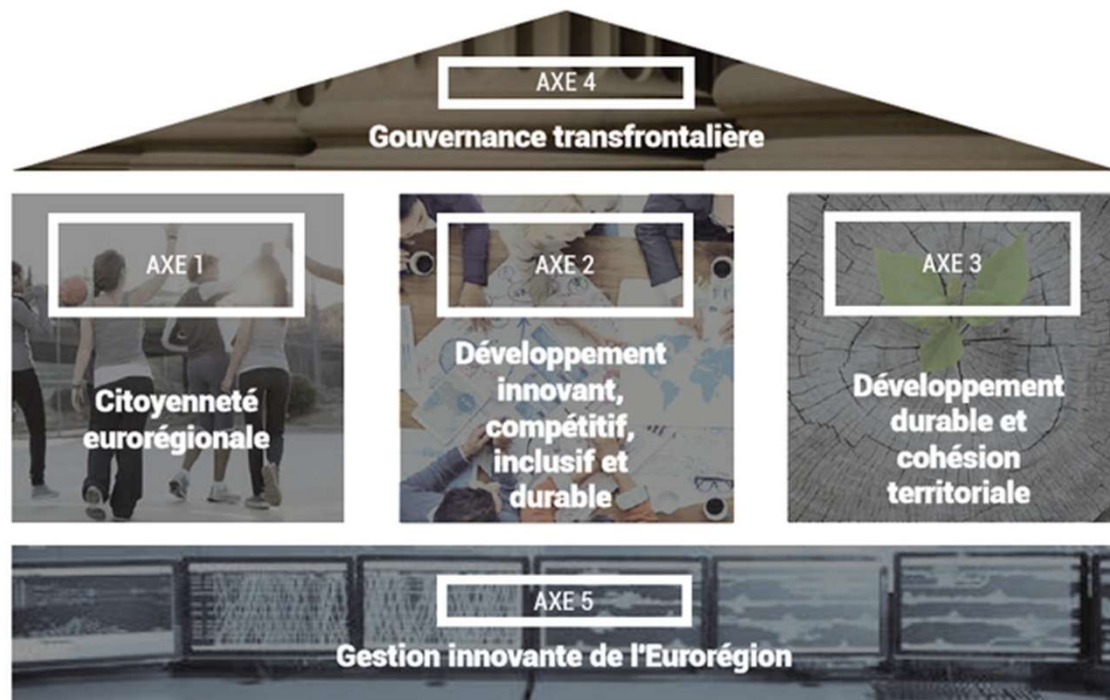 AXE 4
Gouvernance transfrontalière
AXE 1
Citoyenneté
eurorégionale
AXE 2
Développement
innovant,
compétitif,
inclusif et
durable
AXE 3
Développement
durable et
cohésion
territoriale
AXE 5
Gestion innovante de l'Eurorégion